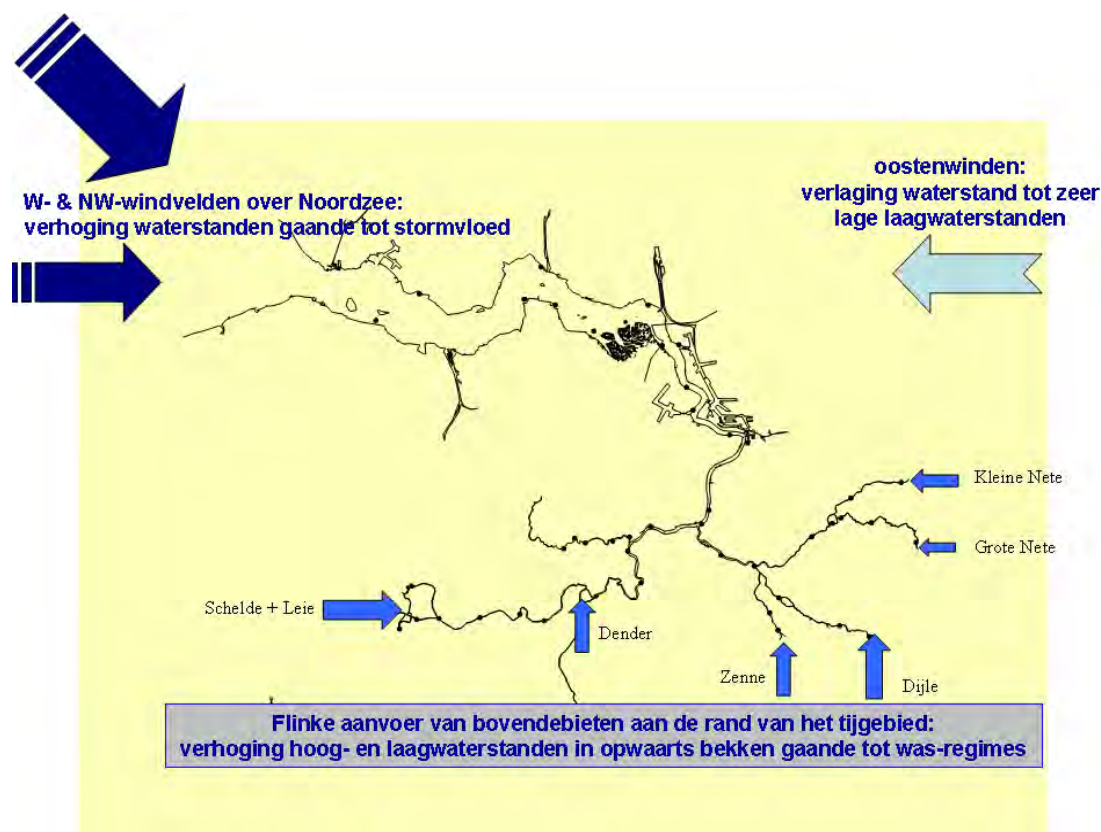 W- & NW-windvelden over Noordzee:
verhoging waterstanden gaande tot stormvloed
oostenwinden:
verlaging waterstand tot zeer
lage laagwaterstanden
Kleine Nete
Grote Nete
Schelde + Leie
Dender
Zenne
Dijle
Flinke aanvoer van bovendebieten aan de rand van het tijgebied:
verhoging hoog- en laagwaterstanden in opwaarts bekken gaande tot was-regimes